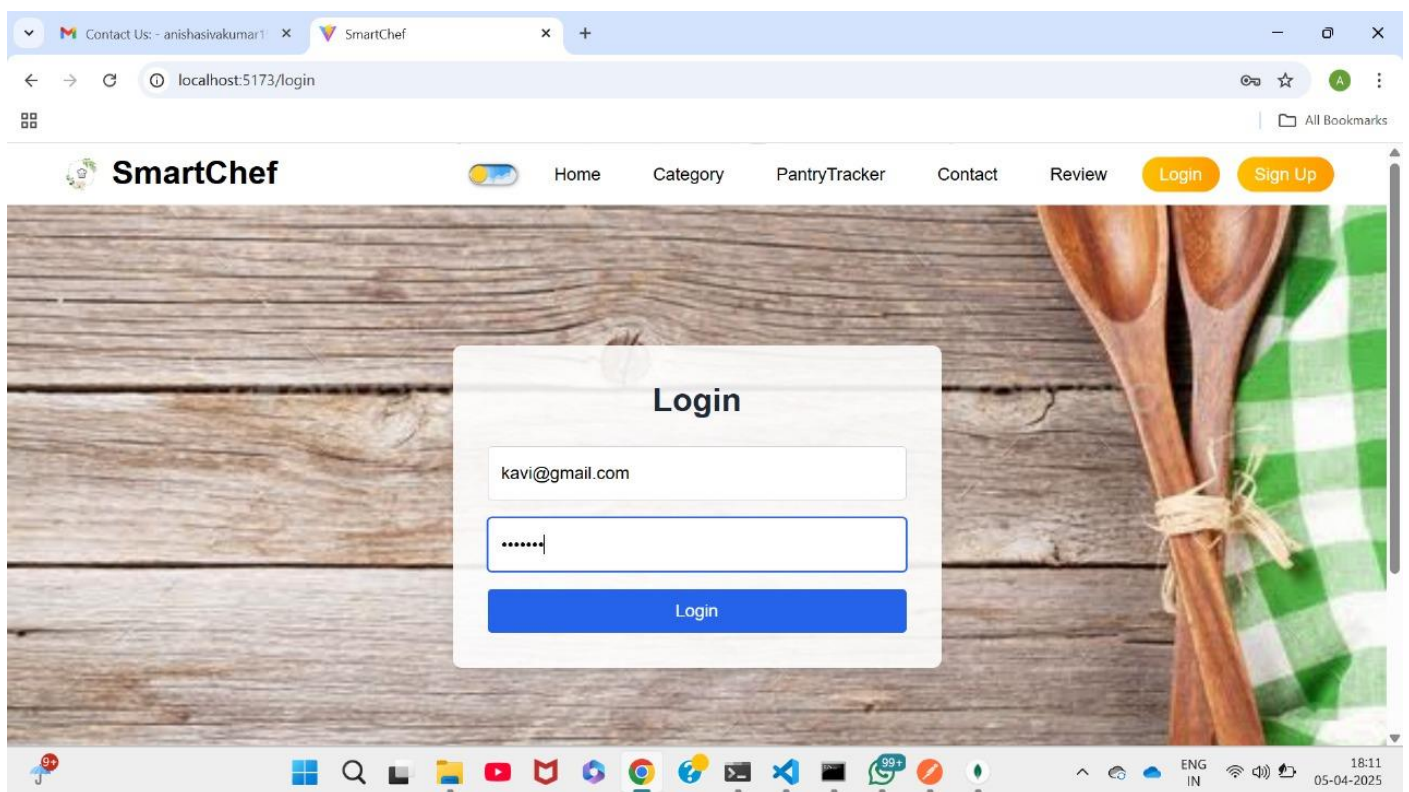 Contact Us: - anishasivakumar1
SmartChef
localhost:5173/login
A
All Bookmarks
SmartChef
Home Category PantryTracker Contact Review Login Sign Up
Login
kavi@gmail.com
•••••••
Login
9+
99+
ENG
IN
18:11
05-04-2025